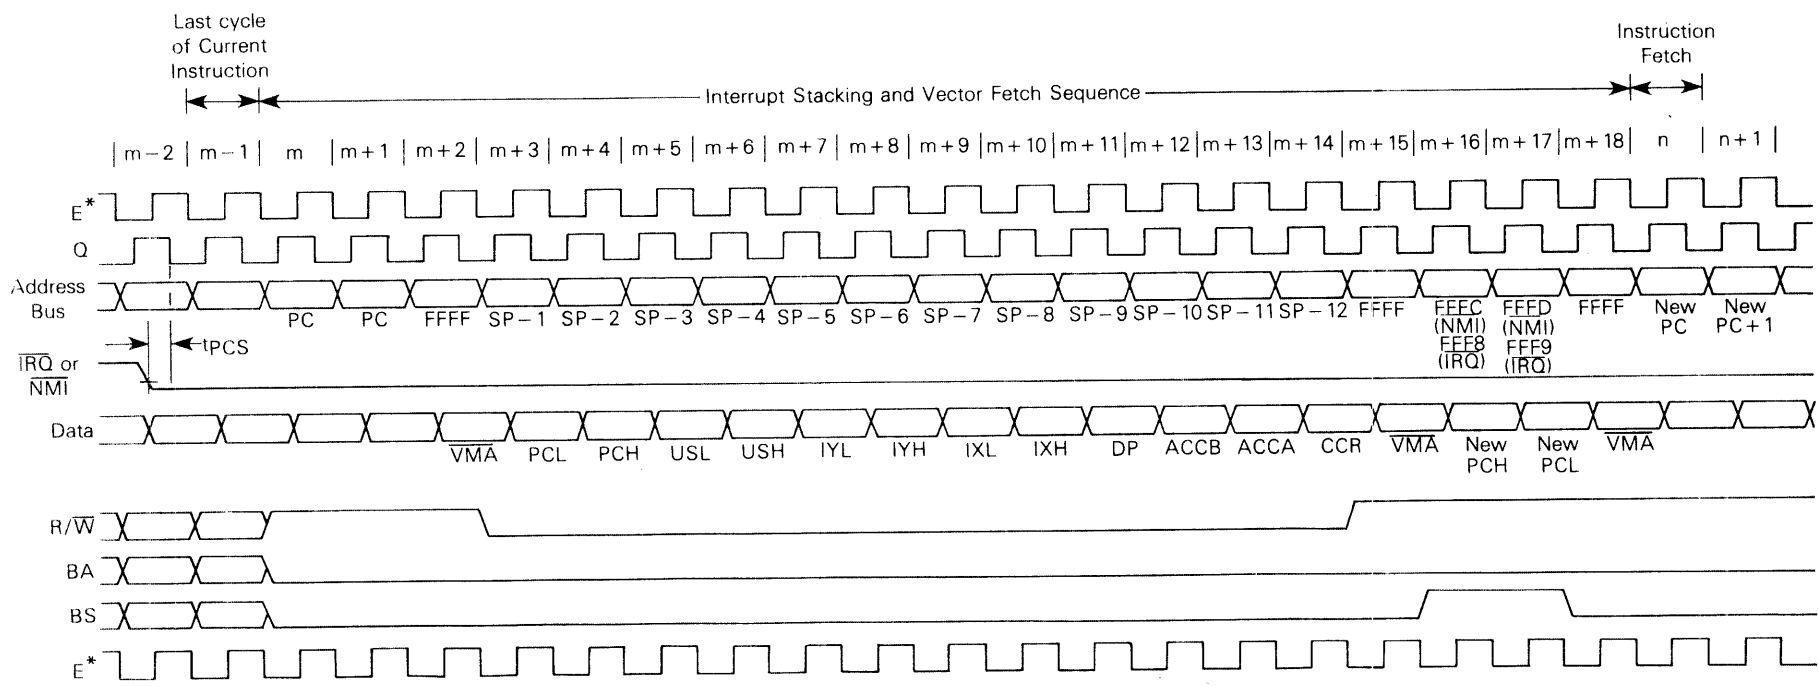 Last cycle
of Current
Instruction
Instruction
Fetch
Interrupt Stacking and Vector Fetch Sequence
m-2 m-1 m m+1 m+2 m+3 m+4 m+5 m+6 m+7 m+8 m+9 m+10 m+11 m+12 m+13 m+14 m+15 m+16 m+17 m+18 n n+1
E*
Q
Address
Bus
PC PC FFFF SP-1 SP-2 SP-3 SP-4 SP-5 SP-6 SP-7 SP-8 SP-9 SP-10 SP-11 SP-12 FFFF FFFC FFFD FFFF New New
(NMI) (NMI) PC PC+1
FFF8 FFF9
(IRQ) (IRQ)
tPCS
IRQ or
NMI
Data
VMA PCL PCH USL USH IYL IYH IXL IXH DP ACCB ACCA CCR VMA New New VMA
PCH PCL
R/W
BA
BS
E*